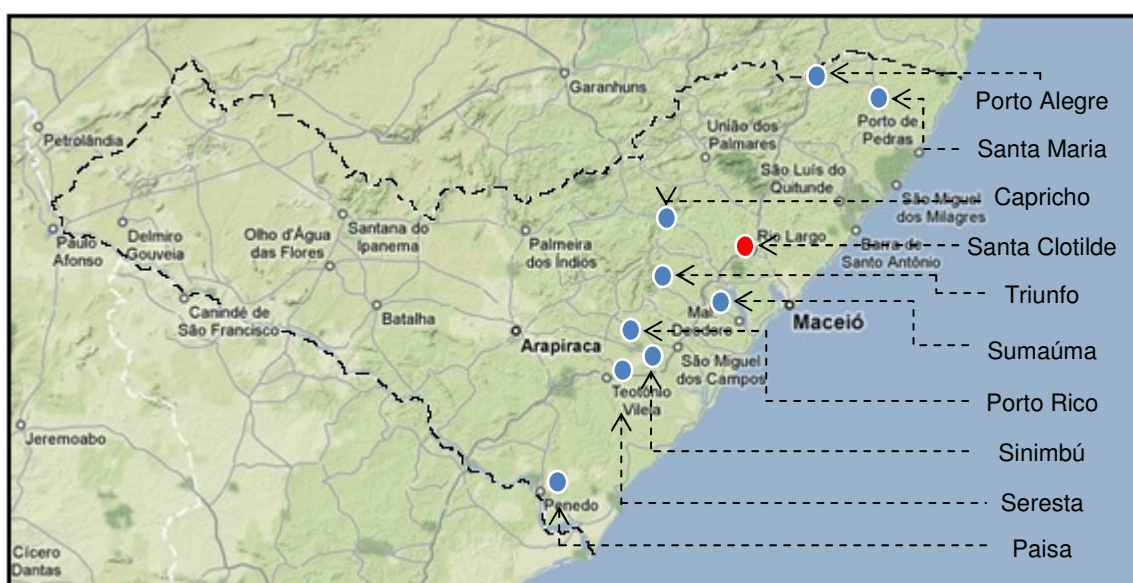 Garanhuns
Petrolândia
União dos
Palmares
Porto de
Pedras
São Luís do
Quitunde
São Miguel
dos Milagres
Paulo
Afonso
Delmiro
Gouveia
Olho d'Água
das Flores
Santana do
Ipanema
Palmeira
dos Índios
Rio Largo
Barra de
Santo Antônio
Canindé de
São Francisco
Batalha
Arapiraca
Mal.
Deodoro
Maceió
São Miguel
dos Campos
Teotônio
Vilela
Jeremoabo
Penedo
Cícero
Dantas
Porto Alegre
Santa Maria
Capricho
Santa Clotilde
Triunfo
Sumaúma
Porto Rico
Sinimbú
Seresta
Paisa